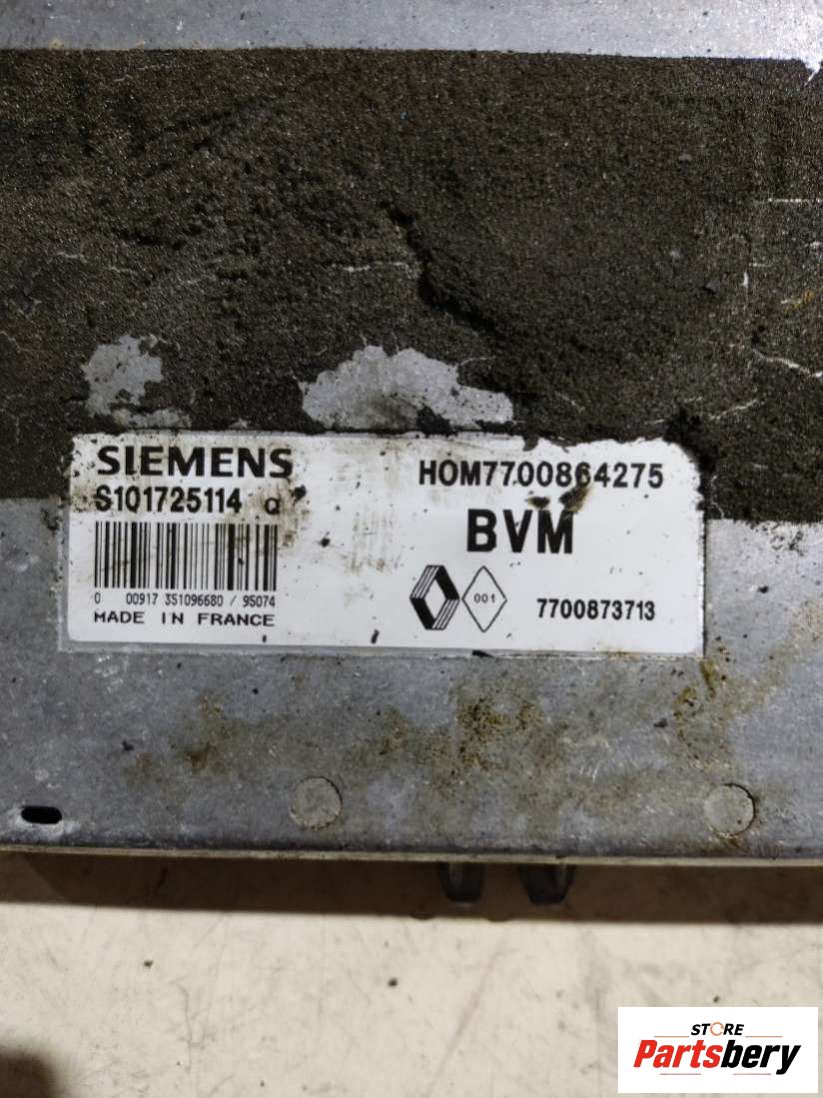 SIEMENS
S101725114 a
0 00917 351096680 / 95074
MADE IN FRANCE
HOM7700864275
BVM
001
7700873713
STORE
Partsbery